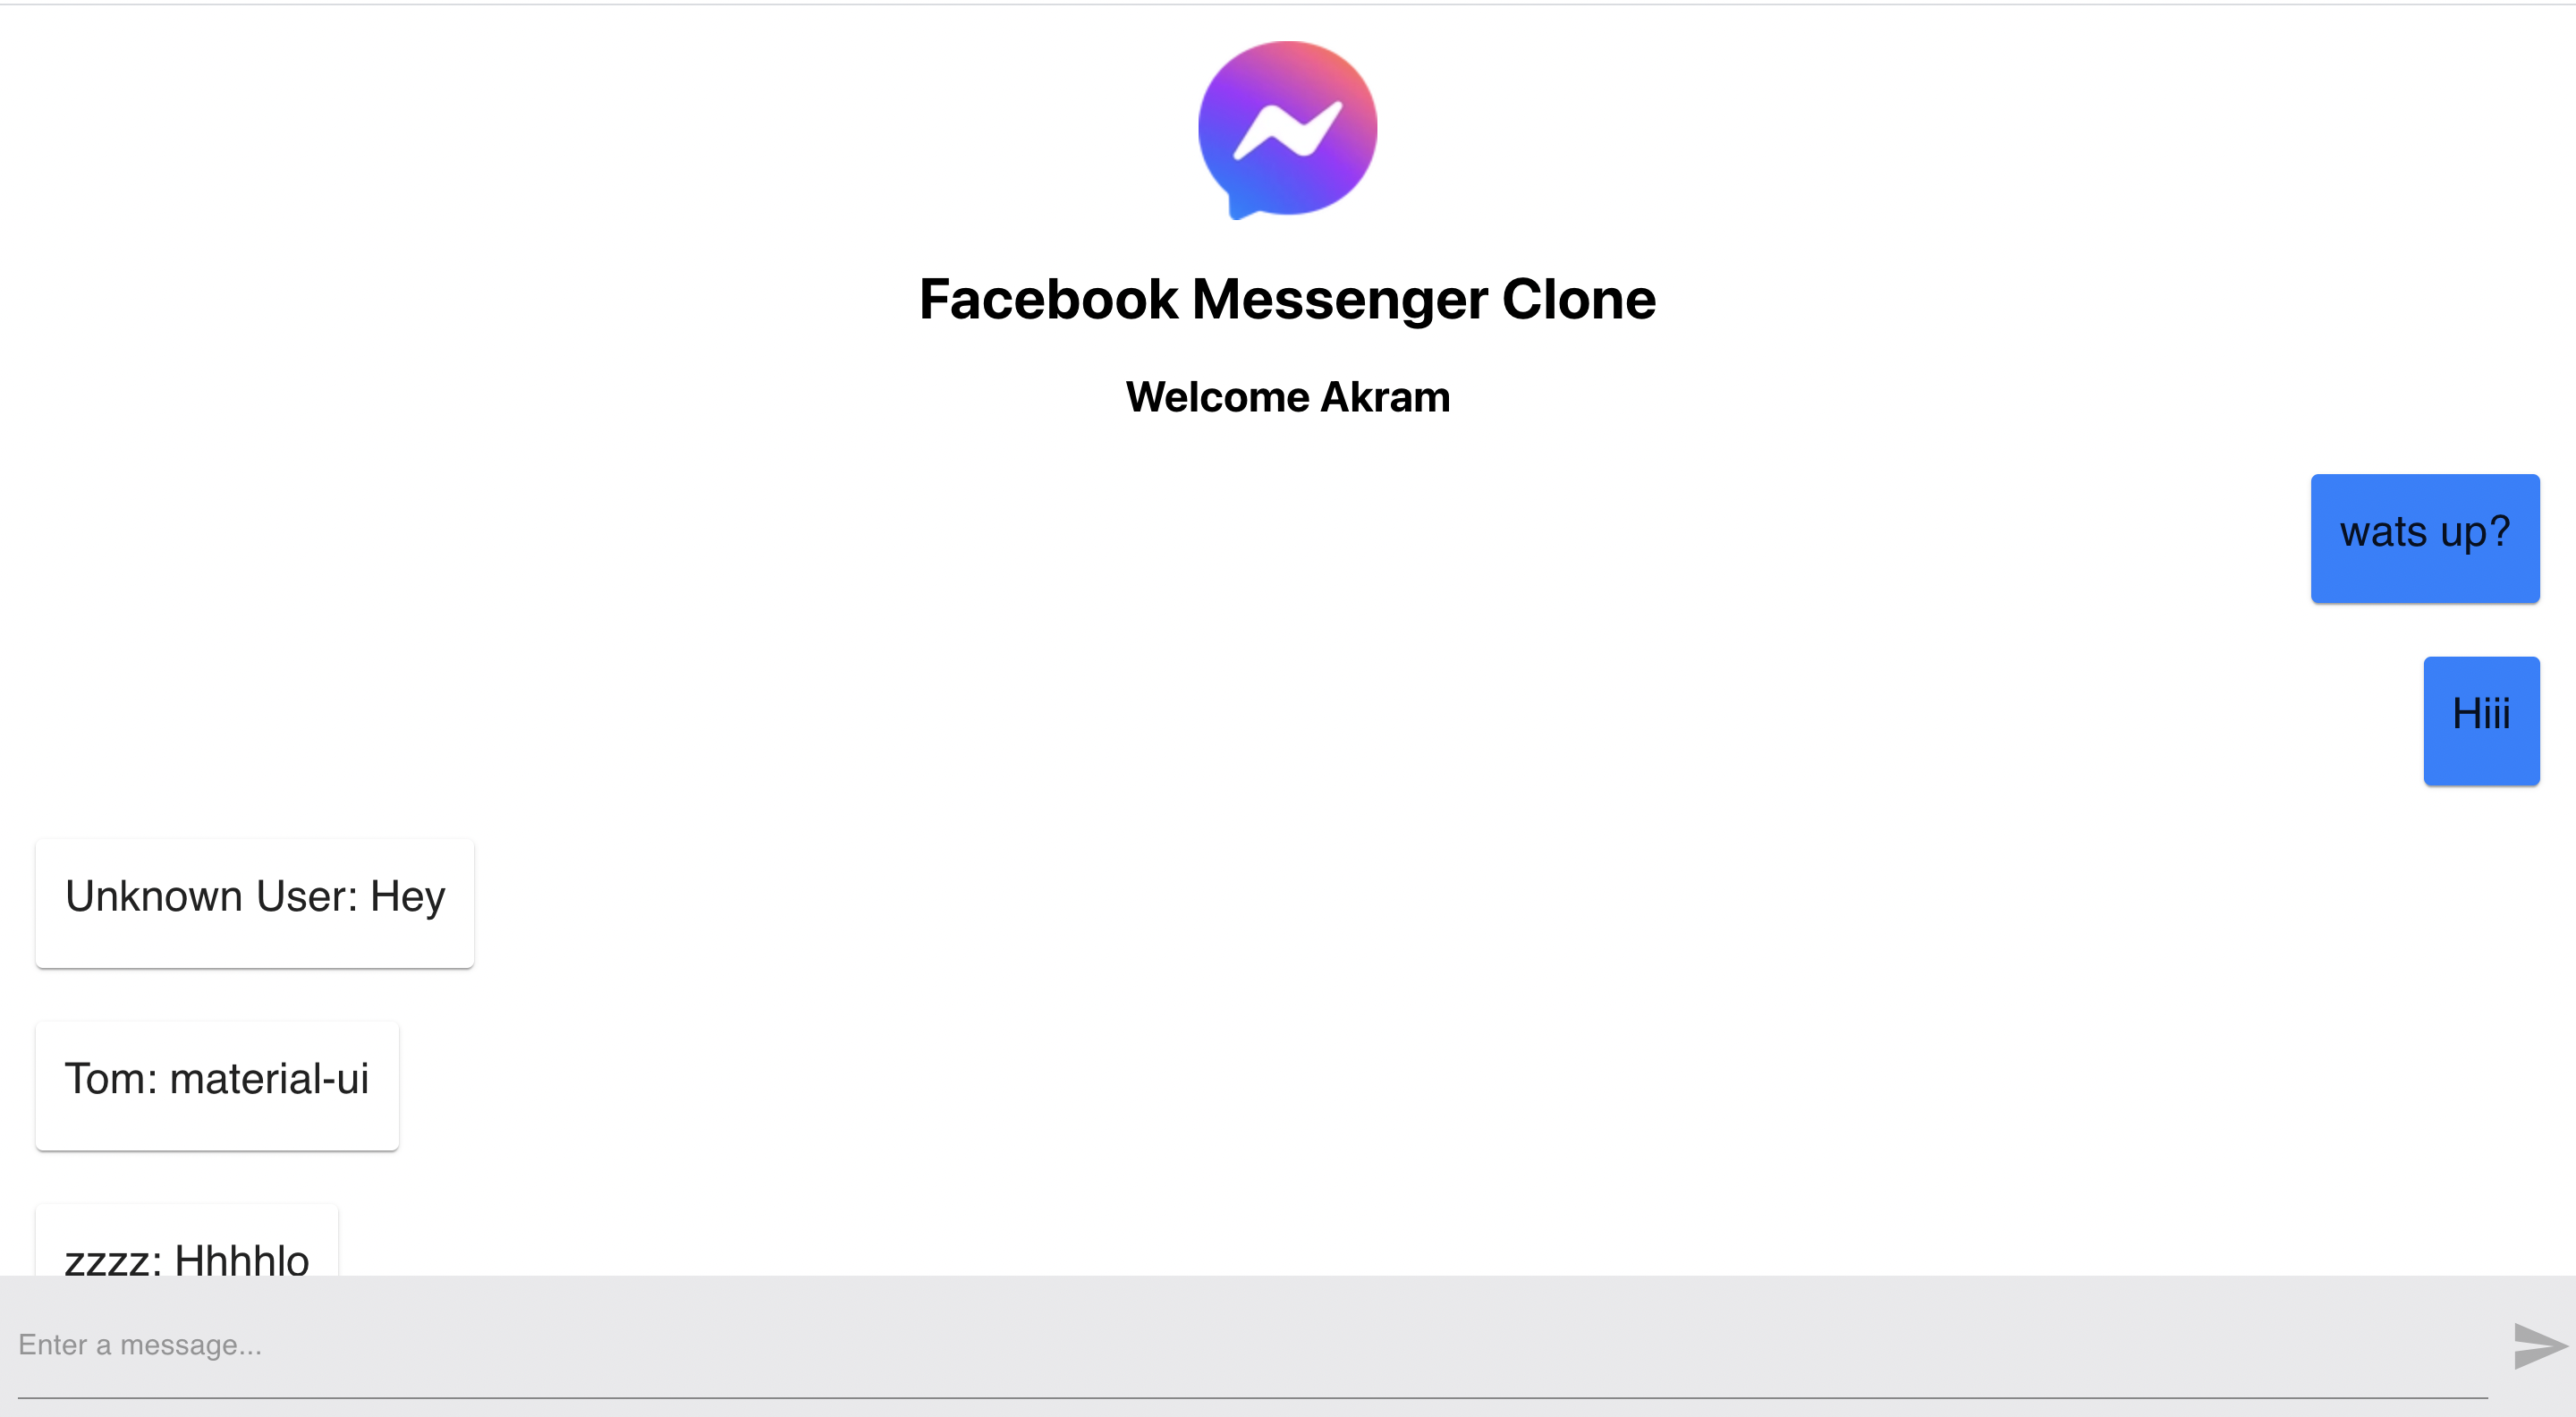 Facebook Messenger Clone
Welcome Akram
wats up?
Hiii
Unknown User: Hey
Tom: material-ui
zzzz: Hhhhlo
Enter a message...